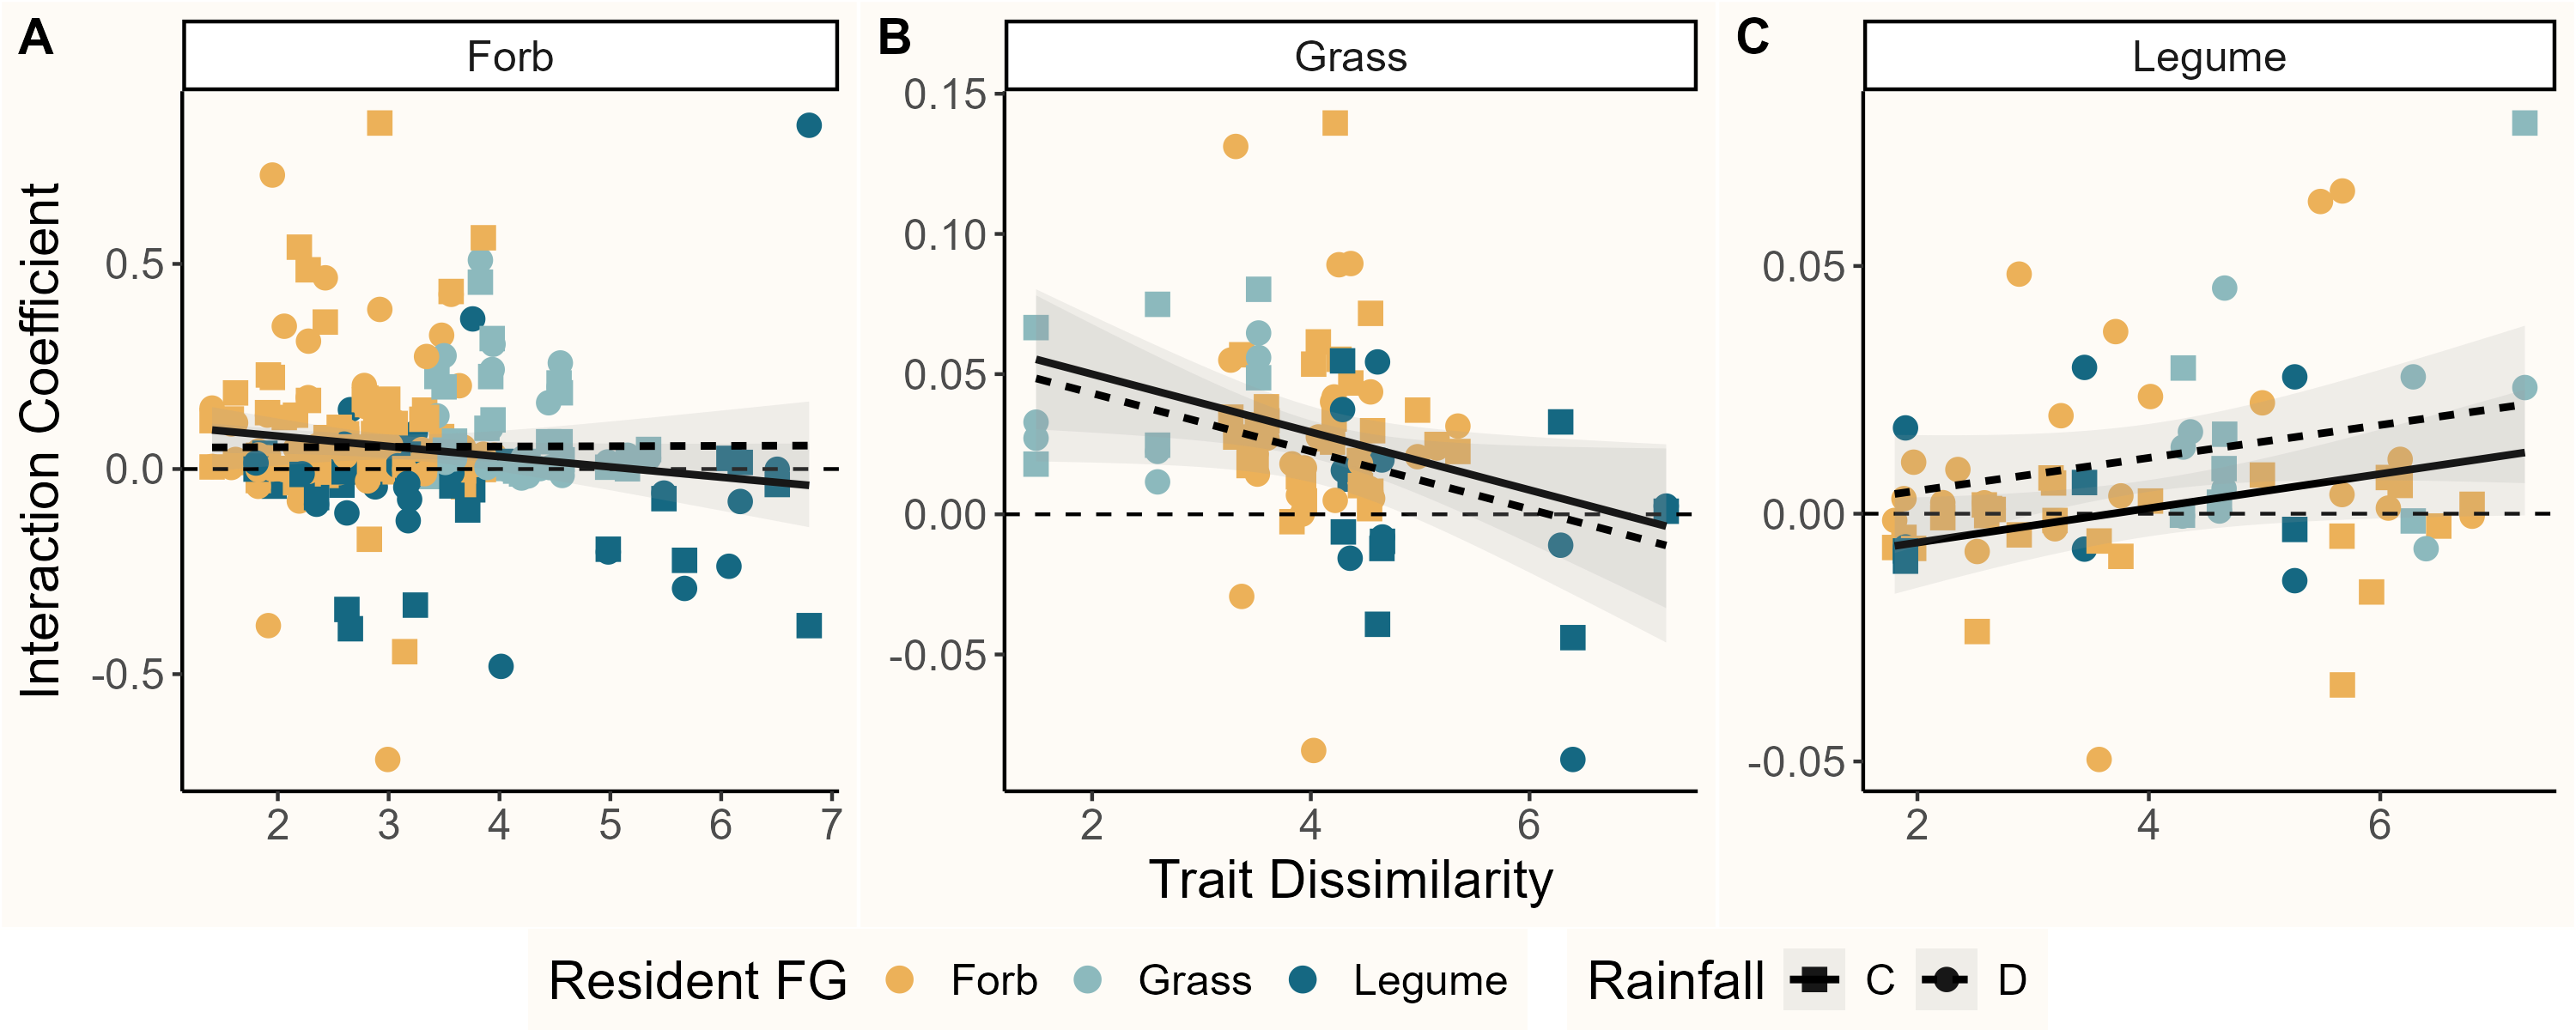 A
Forb
B
Grass
C
Legume
Interaction Coefficient
0.5
0.0
-0.5
2 3 4 5 6 7
0.15
0.10
0.05
0.00
-0.05
2 4 6
0.05
0.00
-0.05
2 4 6
Trait Dissimilarity
Resident FG Forb Grass Legume Rainfall C D